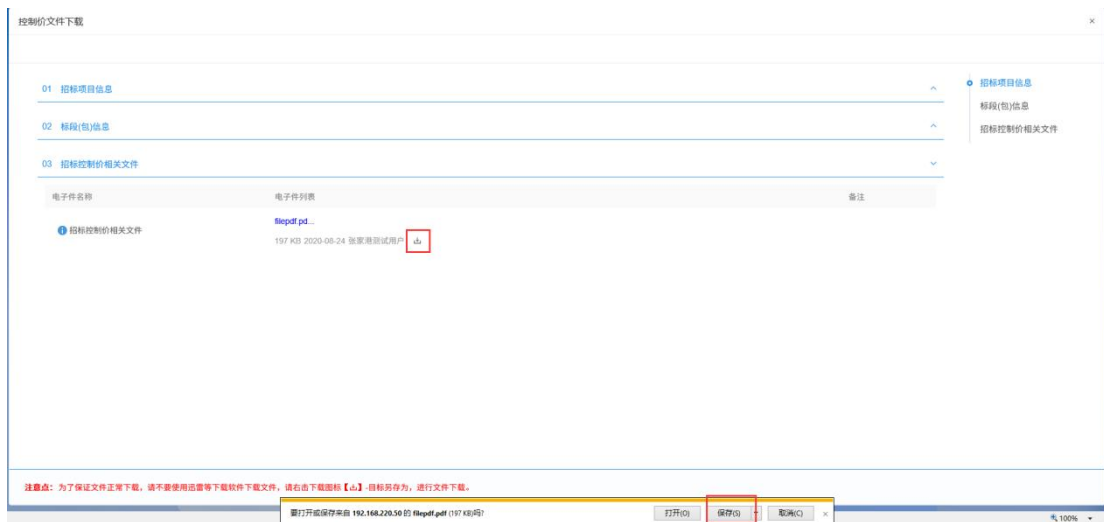 控制价文件下载
×
01 招标项目信息
02 标段(包)信息
03 招标控制价相关文件
招标项目信息
标段(包)信息
招标控制价相关文件
电子件名称 电子件列表 备注
招标控制价相关文件
filepdf.pd...
197 KB 2020-08-24 张家港测试用户
注意点：为了保证文件正常下载，请不要使用迅雷等下载软件下载文件，请右击下载图标【】-目标另存为，进行文件下载。
要打开或保存来自 192.168.220.50 的 filepdf.pdf (197 KB)吗?
打开(O) 保存(S) 取消(C) ×
100%